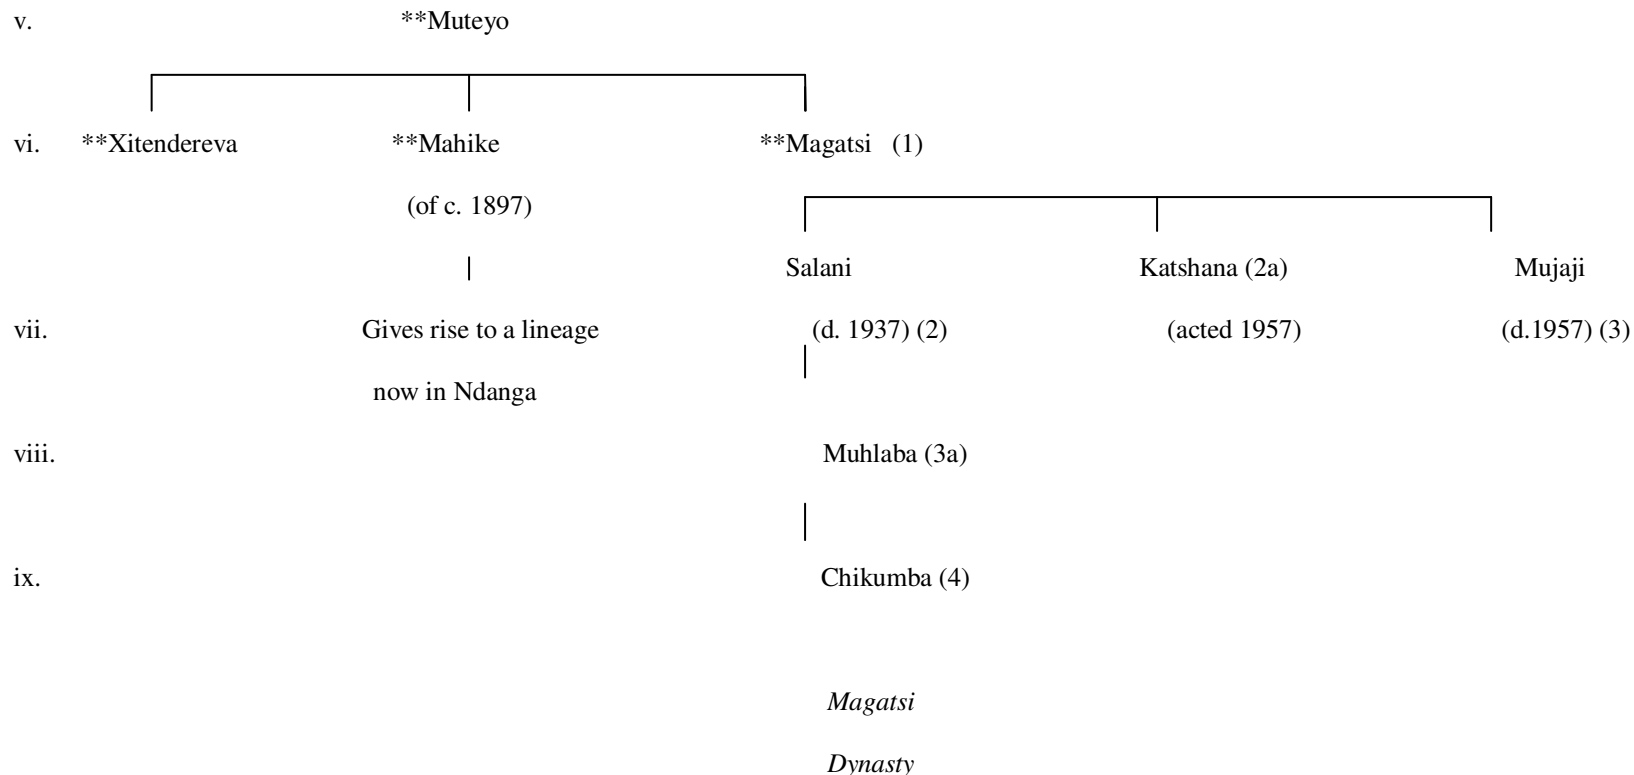 v. **Muteyo
vi. **Xitendereva **Mahike **Magatsi (1)
(of c. 1897)
Salani Katshana (2a) Mujaji
vii. Gives rise to a lineage (d. 1937) (2) (acted 1957) (d.1957) (3)
now in Ndanga
viii. Muhlaba (3a)
ix. Chikumba (4)
Magatsi
Dynasty